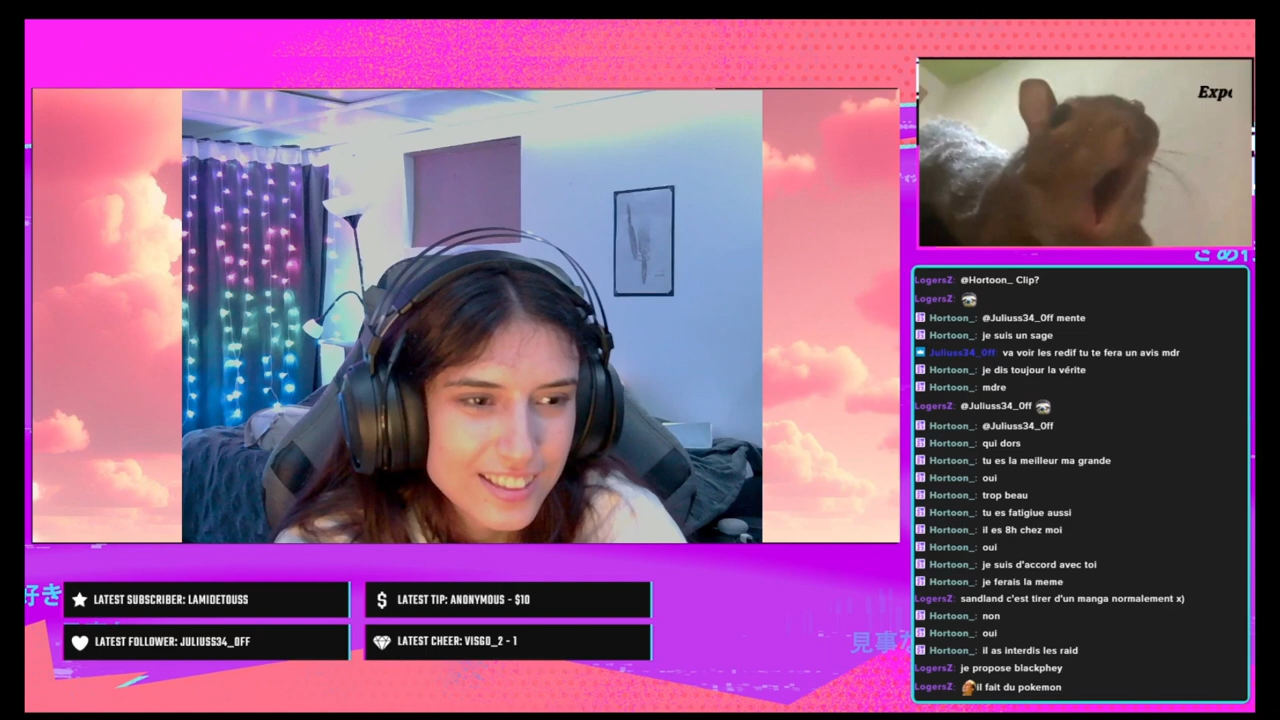 Expe
LogersZ: @Hortoon_ Clip?
LogersZ:
Hortoon_: @Juliuss34_0ff mente
Hortoon_: je suis un sage
Juliuss34_0ff va voir les redif tu te fera un avis mdr
Hortoon_: je dis toujour la vérite
Hortoon_: mdre
LogersZ: @Juliuss34_0ff
Hortoon_: @Juliuss34_0ff
Hortoon_: qui dors
Hortoon_: tu es la meilleur ma grande
Hortoon_: oui
Hortoon_: trop beau
Hortoon_: tu es fatigiue aussi
Hortoon_: il es 8h chez moi
Hortoon_: oui
Hortoon_: je suis d'accord avec toi
Hortoon_: je ferais la meme
LogersZ: sandland c'est tirer d'un manga normalement x)
Hortoon_: non
Hortoon_: oui
Hortoon_: il as interdis les raid
LogersZ: je propose blackphey
LogersZ: il fait du pokemon
好き
LATEST SUBSCRIBER: LAMIDETOUSS
LATEST TIP: ANONYMOUS - $10
LATEST FOLLOWER: JULIUSS34_OFF
LATEST CHEER: VISGO_2 - 1
見事な